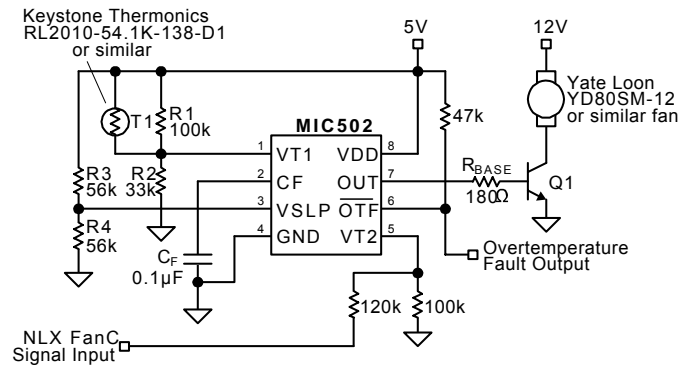 Keystone Thermonics
RL2010-54.1K-138-D1
or similar
5V
12V
Yate Loon
YD80SM-12
or similar fan
47k
T1
R1
100k
MIC502
1
VT1
VDD
8
R3
56k
R2
33k
2
CF
OUT
7
RBASE
180Ω
Q1
3
VSLP
OTF
6
R4
56k
4
GND
VT2
5
CF
0.1µF
Overtemperature
Fault Output
120k
100k
NLX FanC
Signal Input